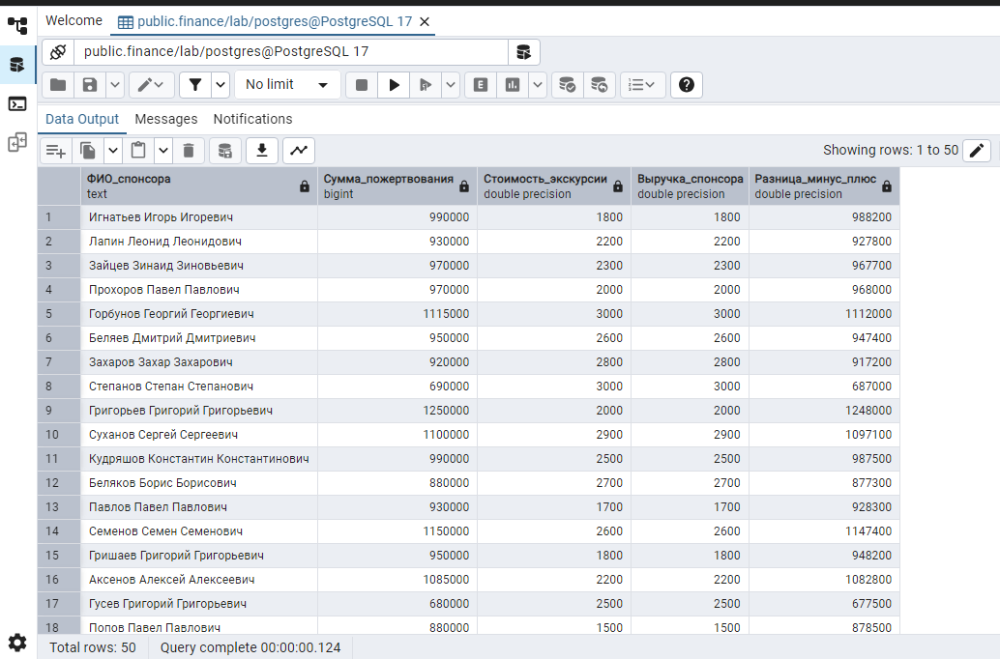 Welcome public.finance/lab/postgres@PostgreSQL 17
public.finance/lab/postgres@PostgreSQL 17
No limit
Data Output Messages Notifications
Showing rows: 1 to 50
ФИО_спонсора Сумма_пожертвования Стоимость_экскурсии Выручка_спонсора Разница_минус_плюс
text bigint double precision double precision double precision
1 Игнатьев Игорь Игоревич 990000 1800 1800 988200
2 Лапин Леонид Леонидович 930000 2200 2200 927800
3 Зайцев Зинаид Зиновьевич 970000 2300 2300 967700
4 Прохоров Павел Павлович 970000 2000 2000 968000
5 Горбунов Георгий Георгиевич 1115000 3000 3000 1112000
6 Беляев Дмитрий Дмитриевич 950000 2600 2600 947400
7 Захаров Захар Захарович 920000 2800 2800 917200
8 Степанов Степан Степанович 690000 3000 3000 687000
9 Григорьев Григорий Григорьевич 1250000 2000 2000 1248000
10 Суханов Сергей Сергеевич 1100000 2900 2900 1097100
11 Кудряшов Константин Константинович 990000 2500 2500 987500
12 Беляков Борис Борисович 880000 2700 2700 877300
13 Павлов Павел Павлович 930000 1700 1700 928300
14 Семенов Семен Семенович 1150000 2600 2600 1147400
15 Гришаев Григорий Григорьевич 950000 1800 1800 948200
16 Аксенов Алексей Алексеевич 1085000 2200 2200 1082800
17 Гусев Григорий Григорьевич 680000 2500 2500 677500
18 Попов Павел Павлович 880000 1500 1500 878500
Total rows: 50 Query complete 00:00:00.124